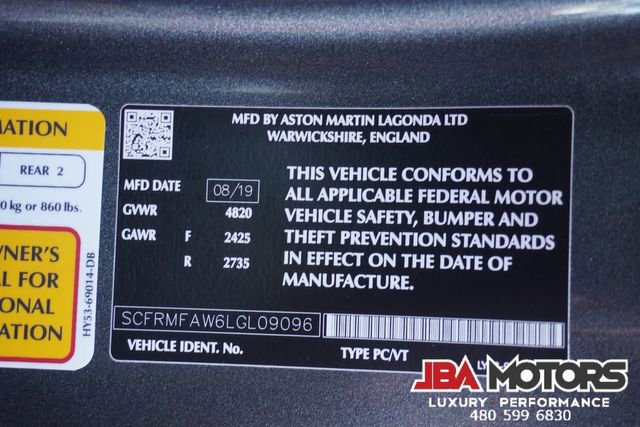 MATION
REAR 2
0 kg or 860 lbs.
WNER'S
L FOR
IONAL
ATION
HY53-69014-DB
MFD BY ASTON MARTIN LAGONDA LTD
WARWICKSHIRE, ENGLAND
MFD DATE 08/19
GVWR 4820
GAWR F 2425
R 2735
THIS VEHICLE CONFORMS TO
ALL APPLICABLE FEDERAL MOTOR
VEHICLE SAFETY, BUMPER AND
THEFT PREVENTION STANDARDS
IN EFFECT ON THE DATE OF
MANUFACTURE.
SCFRMFAW6LGL09096
VEHICLE IDENT. No.
TYPE PC/VT
JBA MOTORS
LUXURY PERFORMANCE
480 599 6830